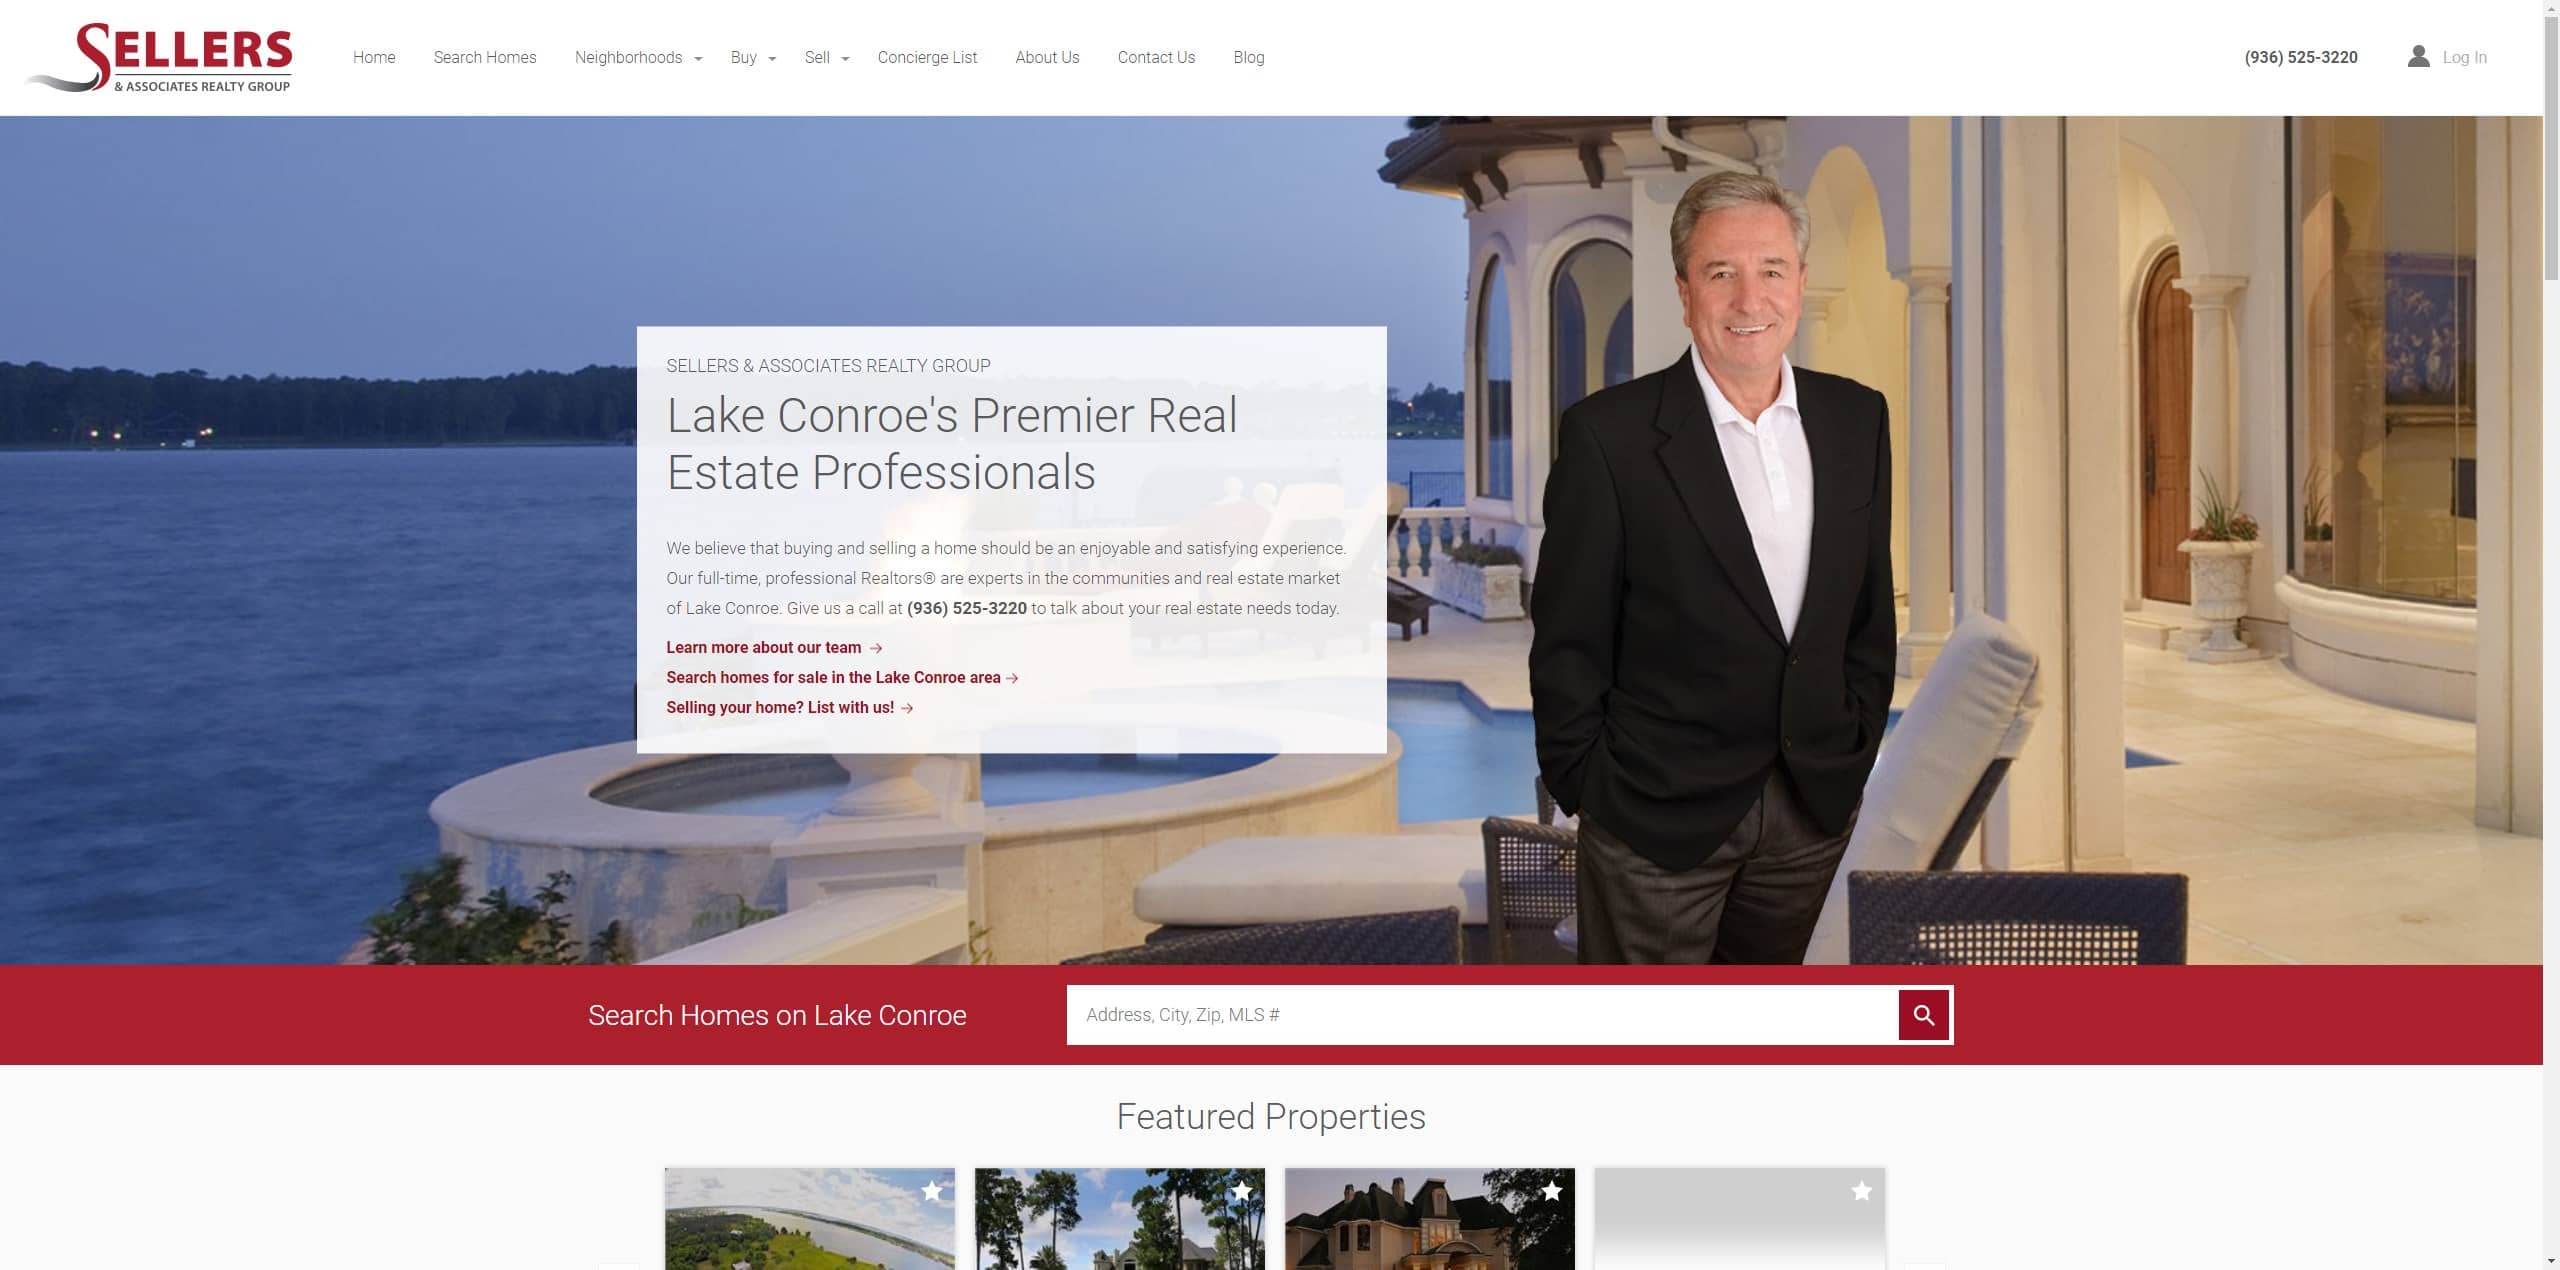 SELLERS
& ASSOCIATES REALTY GROUP
Home
Search Homes
Neighborhoods
Buy
Sell
Concierge List
About Us
Contact Us
Blog
(936) 525-3220
Log In
SELLERS & ASSOCIATES REALTY GROUP
Lake Conroe's Premier Real
Estate Professionals
We believe that buying and selling a home should be an enjoyable and satisfying experience.
Our full-time, professional Realtors® are experts in the communities and real estate market
of Lake Conroe. Give us a call at (936) 525-3220 to talk about your real estate needs today.
Learn more about our team →
Search homes for sale in the Lake Conroe area →
Selling your home? List with us! →
Search Homes on Lake Conroe
Address, City, Zip, MLS #
Featured Properties